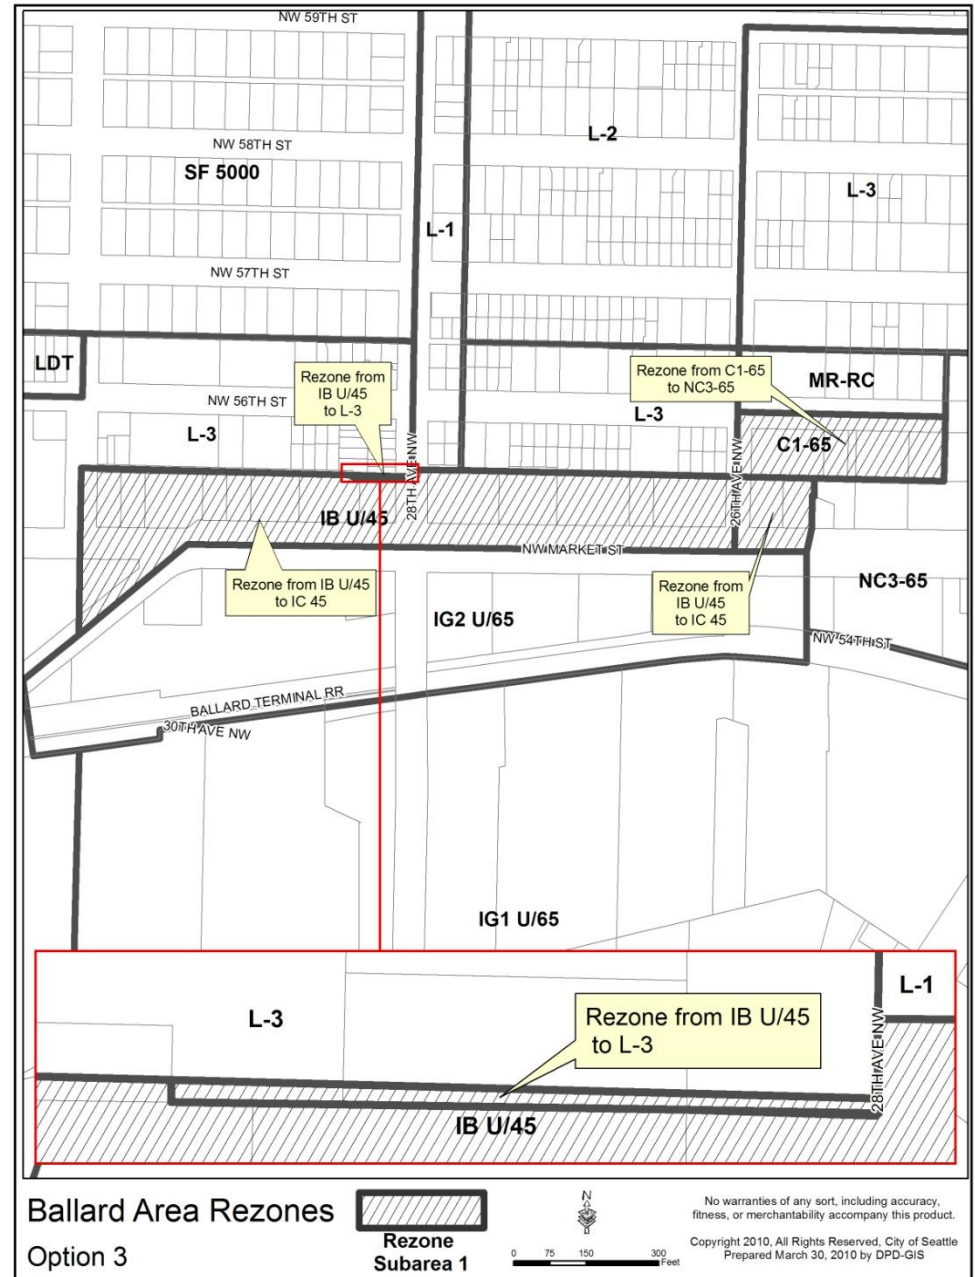 NW 59TH ST
L-2
NW 58TH ST
SF 5000
L-3
L-1
NW 57TH ST
LDT
Rezone from
IB U/45
to L-3
Rezone from C1-65
to NC3-65
MR-RC
NW 56TH ST
L-3
L-3
C1-65
28TH AVE NW
26TH AVE NW
IB U/45
NW MARKET ST
Rezone from IB U/45
to IC 45
Rezone from
IB U/45
to IC 45
NC3-65
IG2 U/65
NW 54TH ST
BALLARD TERMINAL RR
30TH AVE NW
IG1 U/65
L-1
L-3
Rezone from IB U/45
to L-3
28TH AVE NW
IB U/45
Ballard Area Rezones
Option 3
Rezone
Subarea 1
N
0 75 150 300
Feet
No warranties of any sort, including accuracy,
fitness, or merchantability accompany this product.
Copyright 2010, All Rights Reserved, City of Seattle
Prepared March 30, 2010 by DPD-GIS